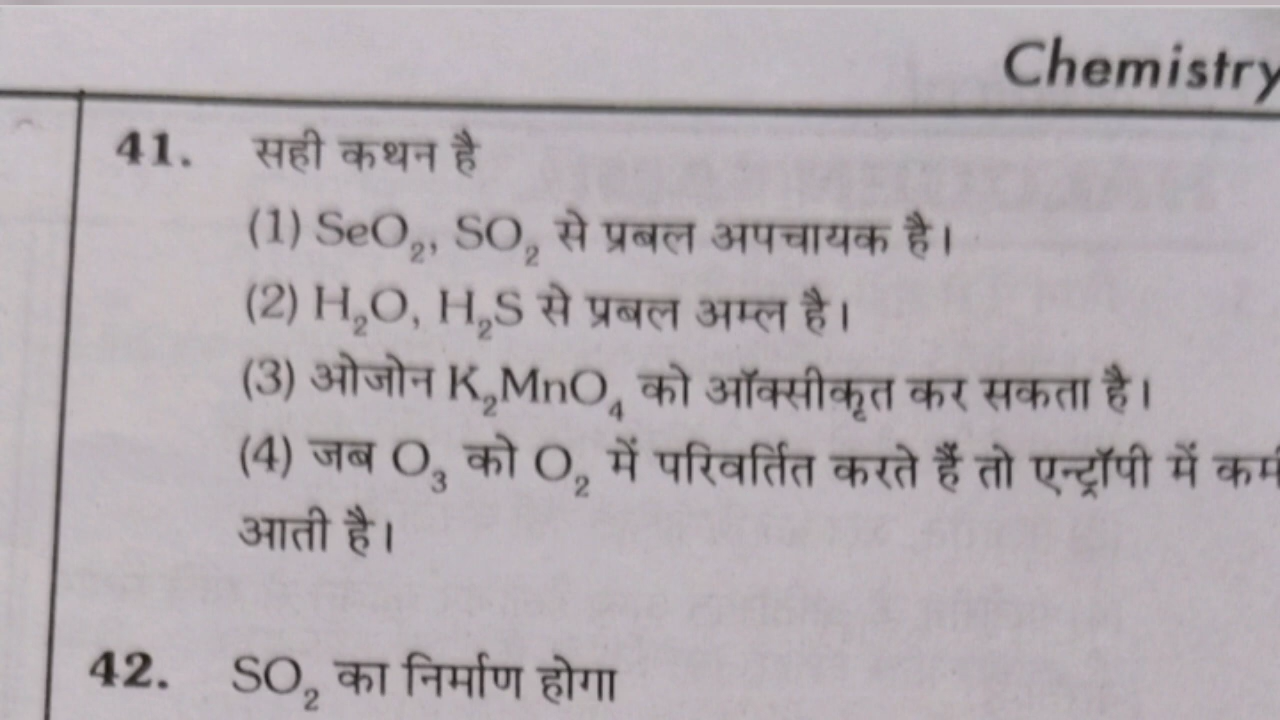 Chemistry
41. सही कथन है
(1) SeO₂, SO₂ से प्रबल अपचायक है।
(2) H₂O, H₂S से प्रबल अम्ल है।
(3) ओजोन K₂MnO₄ को ऑक्सीकृत कर सकता है।
(4) जब O₃ को O₂ में परिवर्तित करते हैं तो एन्ट्रॉपी में
आती है।
42. SO₂ का निर्माण होगा